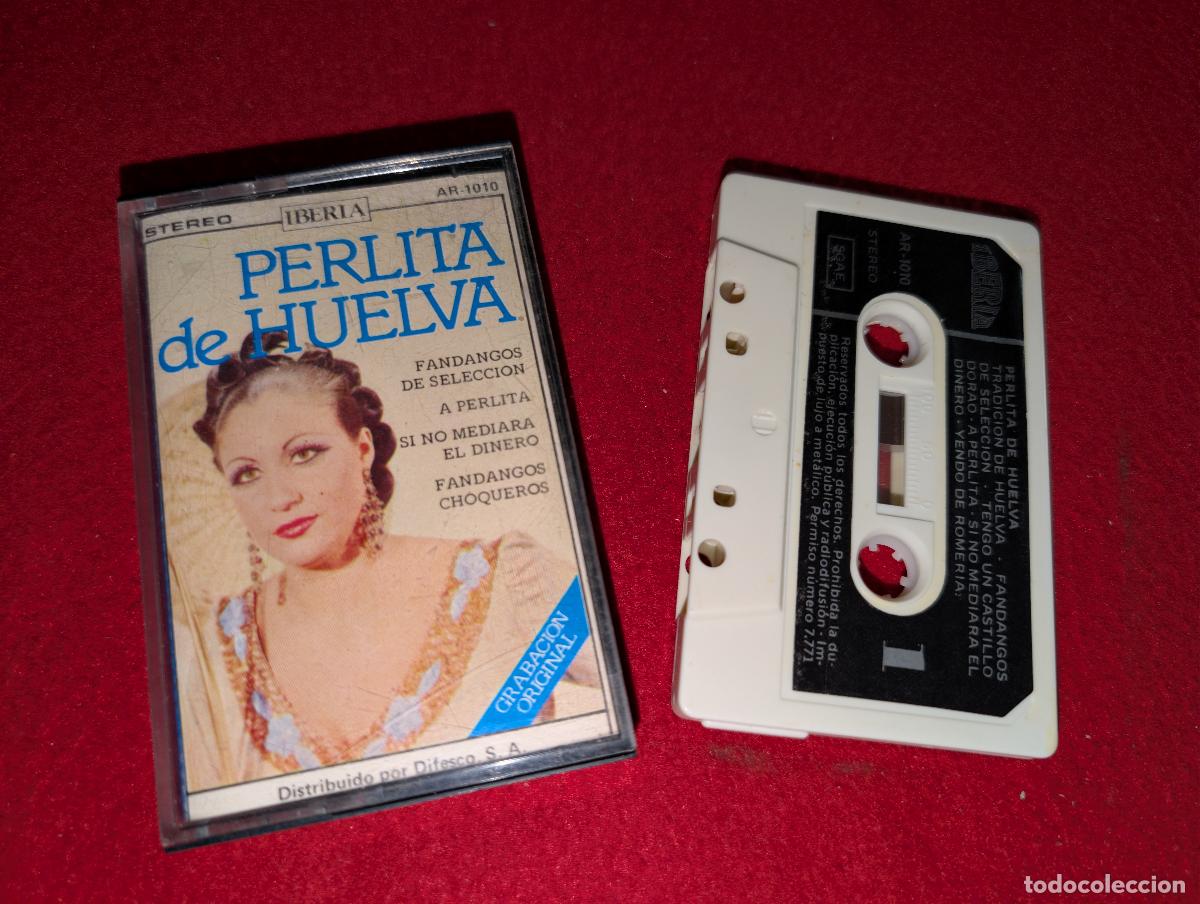 STEREO
IBERIA
AR-1010
PERLITA
de HUELVA
FANDANGOS
DE SELECCION
A PERLITA
SI NO MEDIARA
EL DINERO
FANDANGOS
CHOQUEROS
GRABACION
ORIGINAL
Distribuido por Difesco, S. A.
IBERIA
AR-1010
STEREO
SGAE
PERLITA DE HUELVA
TRADICION DE HUELVA · FANDANGOS
DE SELECCION · TENGO UN CASTILLO
DORAO · A PERLITA · SI NO MEDIARA EL
DINERO · VENDO DE ROMERIA.
1
Reservados todos los derechos. Prohibida la du-
plicación, ejecución pública y radiodifusión - Im-
puesto de lujo a metálico. Permiso número 7.771
todocoleccion